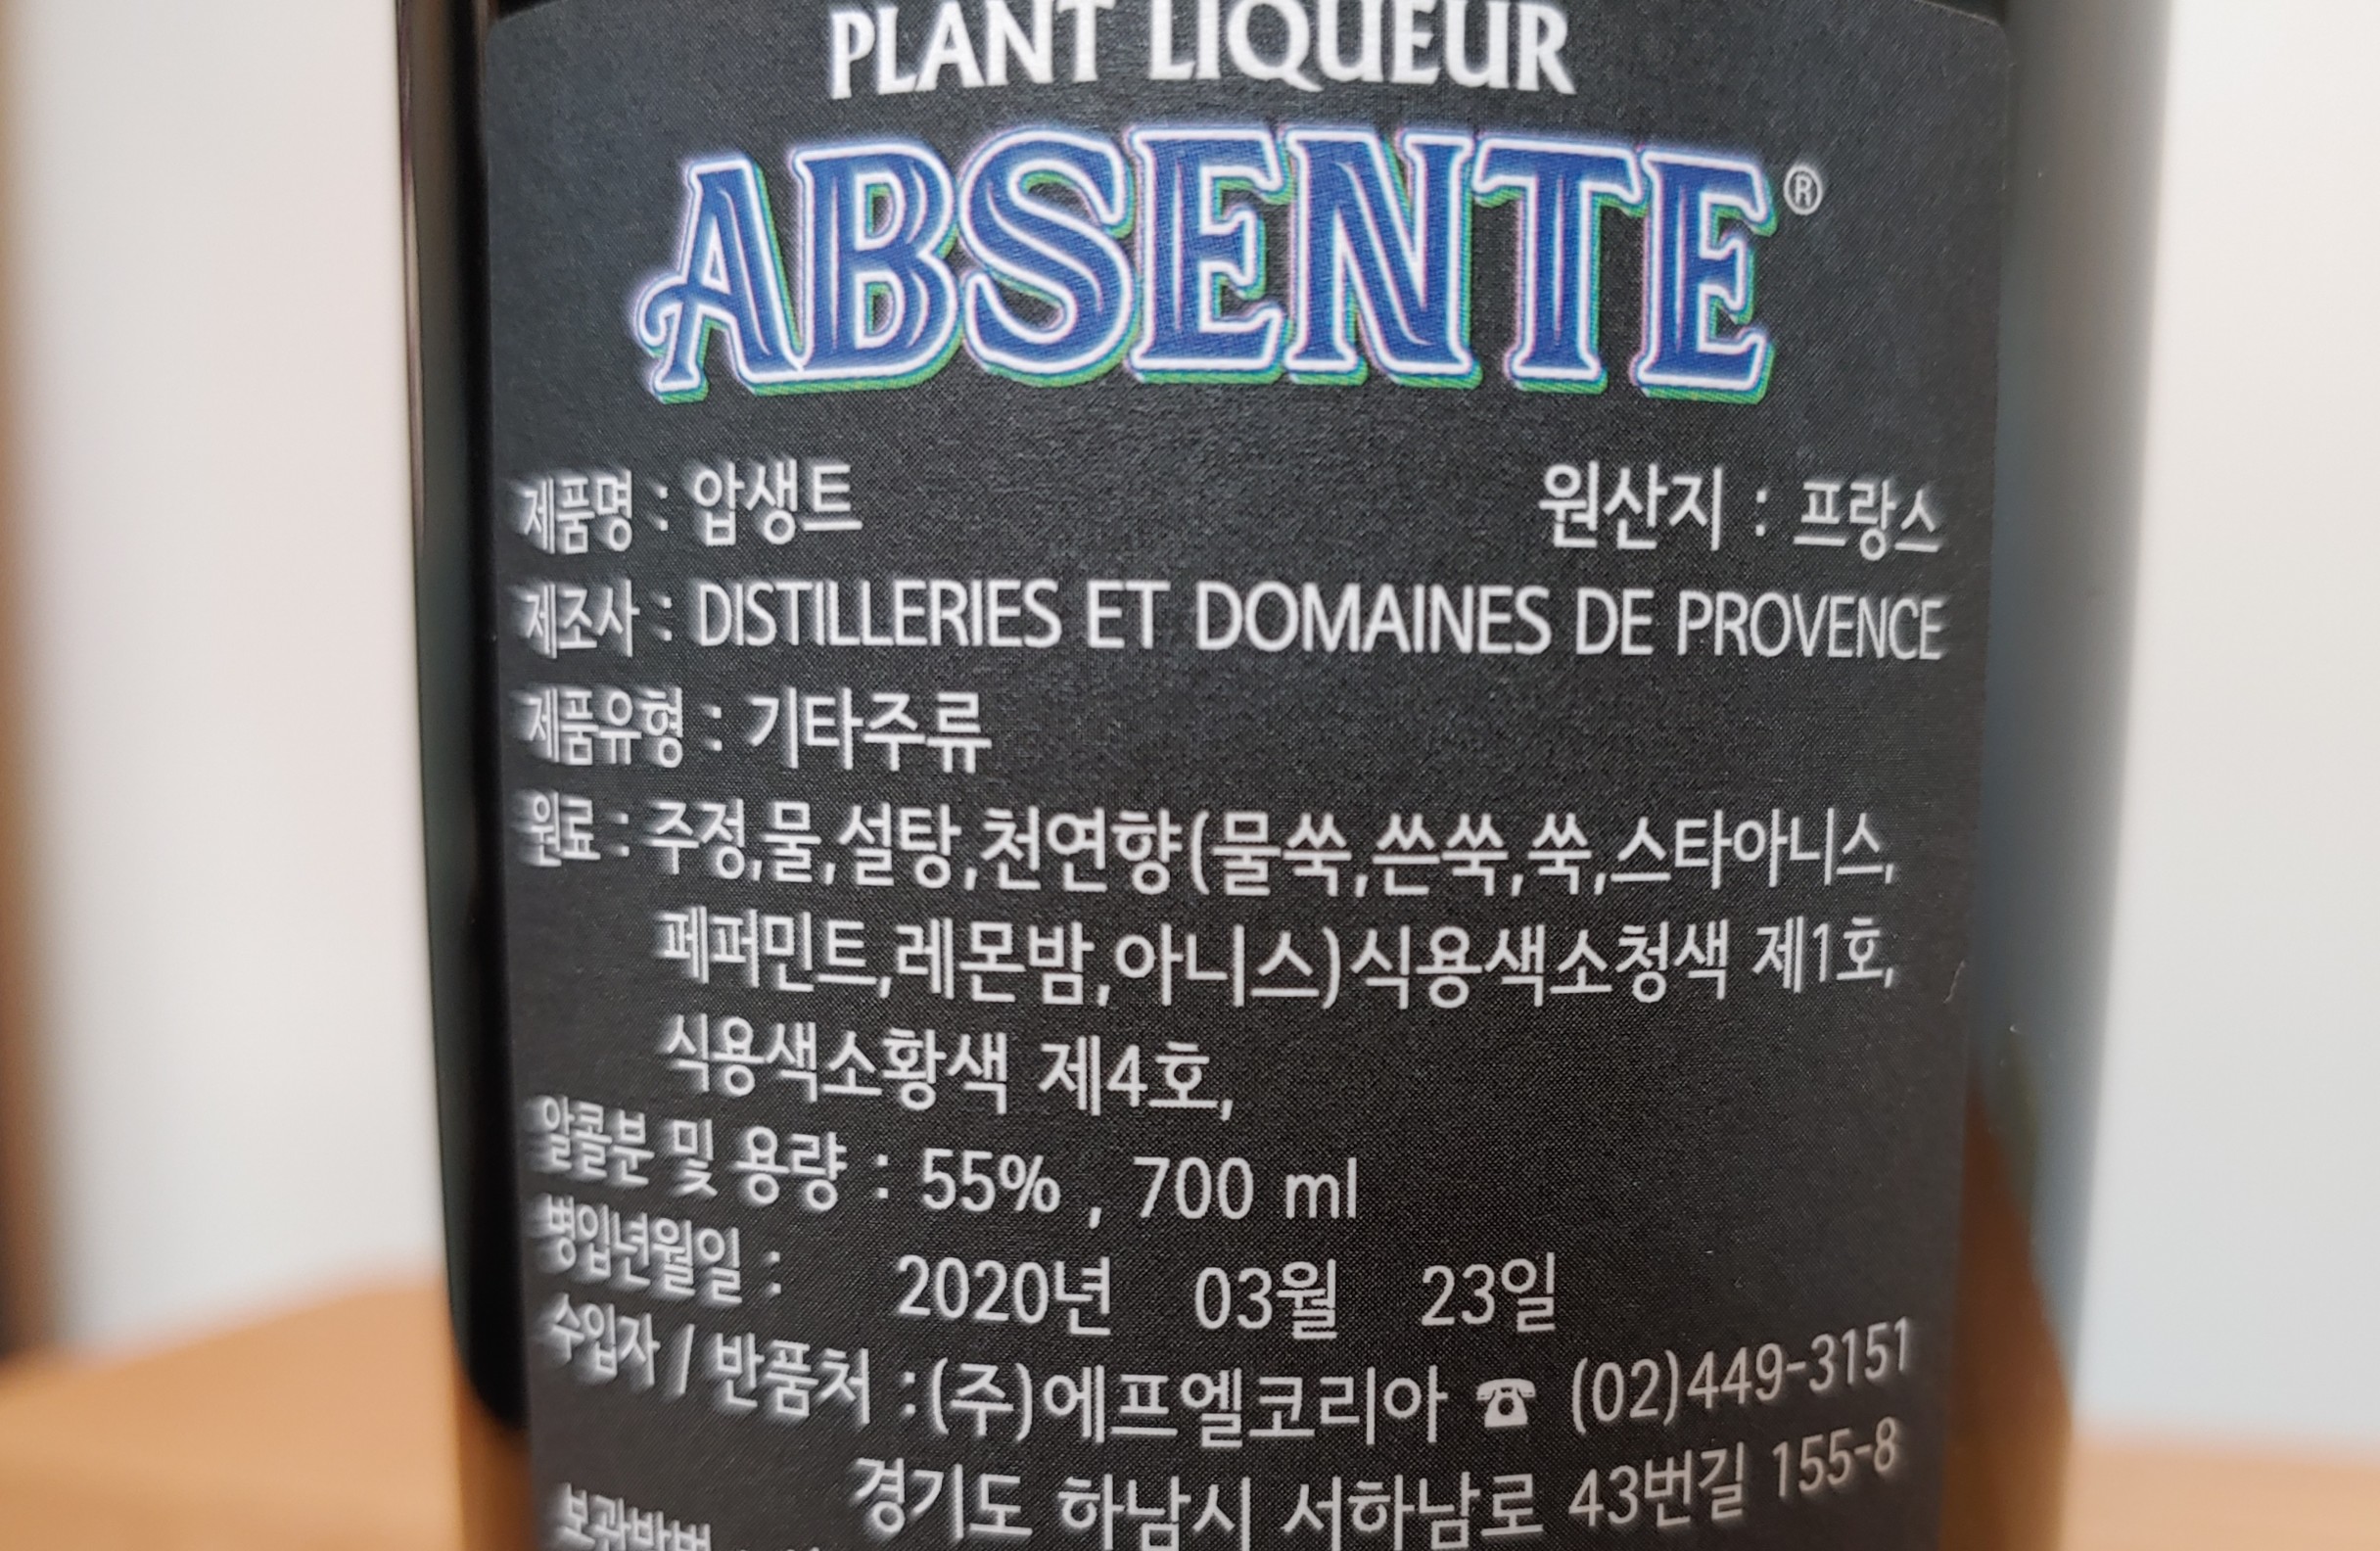 PLANT LIQUEUR
ABSENTE®
제품명 : 압생트 원산지 : 프랑스
제조사 : DISTILLERIES ET DOMAINES DE PROVENCE
제품유형 : 기타주류
원료 : 주정,물,설탕,천연향(물쑥,쓴쑥,쑥,스타아니스,
페퍼민트,레몬밤,아니스)식용색소청색 제1호,
식용색소황색 제4호,
알콜분 및 용량 : 55% , 700 ml
병입년월일 : 2020년 03월 23일
수입자 / 반품처 :(주)에프엘코리아 ☎ (02)449-3151
경기도 하남시 서하남로 43번길 155-8
보관방법